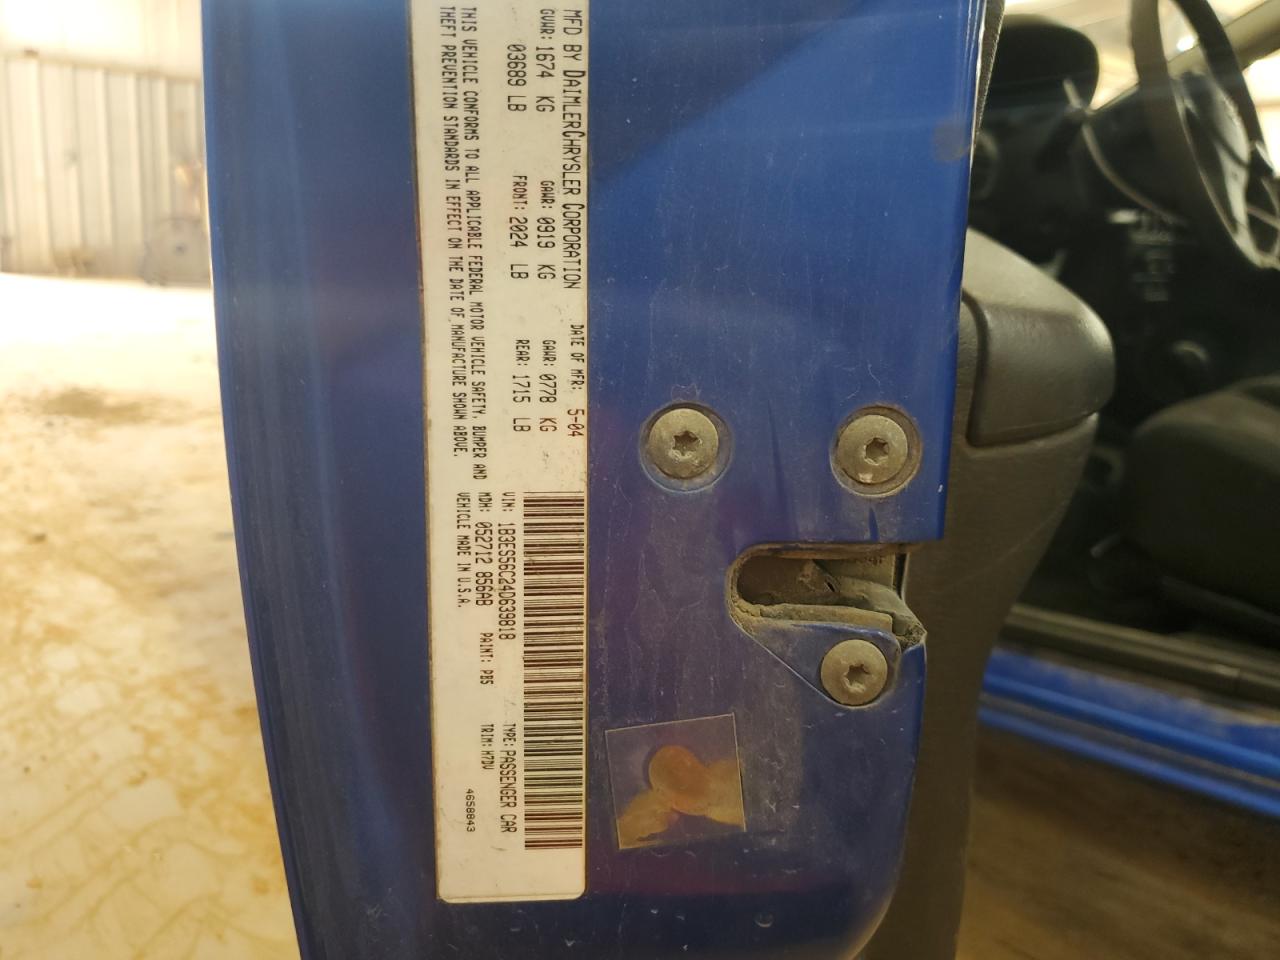 MFD BY DAIMLERCHRYSLER CORPORATION DATE OF MFR: 5-04
GVWR: 1674 KG GAWR: 0919 KG GAWR: 0778 KG
03689 LB FRONT: 2024 LB REAR: 1715 LB
THIS VEHICLE CONFORMS TO ALL APPLICABLE FEDERAL MOTOR VEHICLE SAFETY, BUMPER AND
THEFT PREVENTION STANDARDS IN EFFECT ON THE DATE OF MANUFACTURE SHOWN ABOVE.
VIN: 1B3ES56C24D639818 TYPE: PASSENGER CAR
MDH: 052712 856AB PAINT: PB5 TRIM: H7DV
VEHICLE MADE IN U.S.A. 4658843